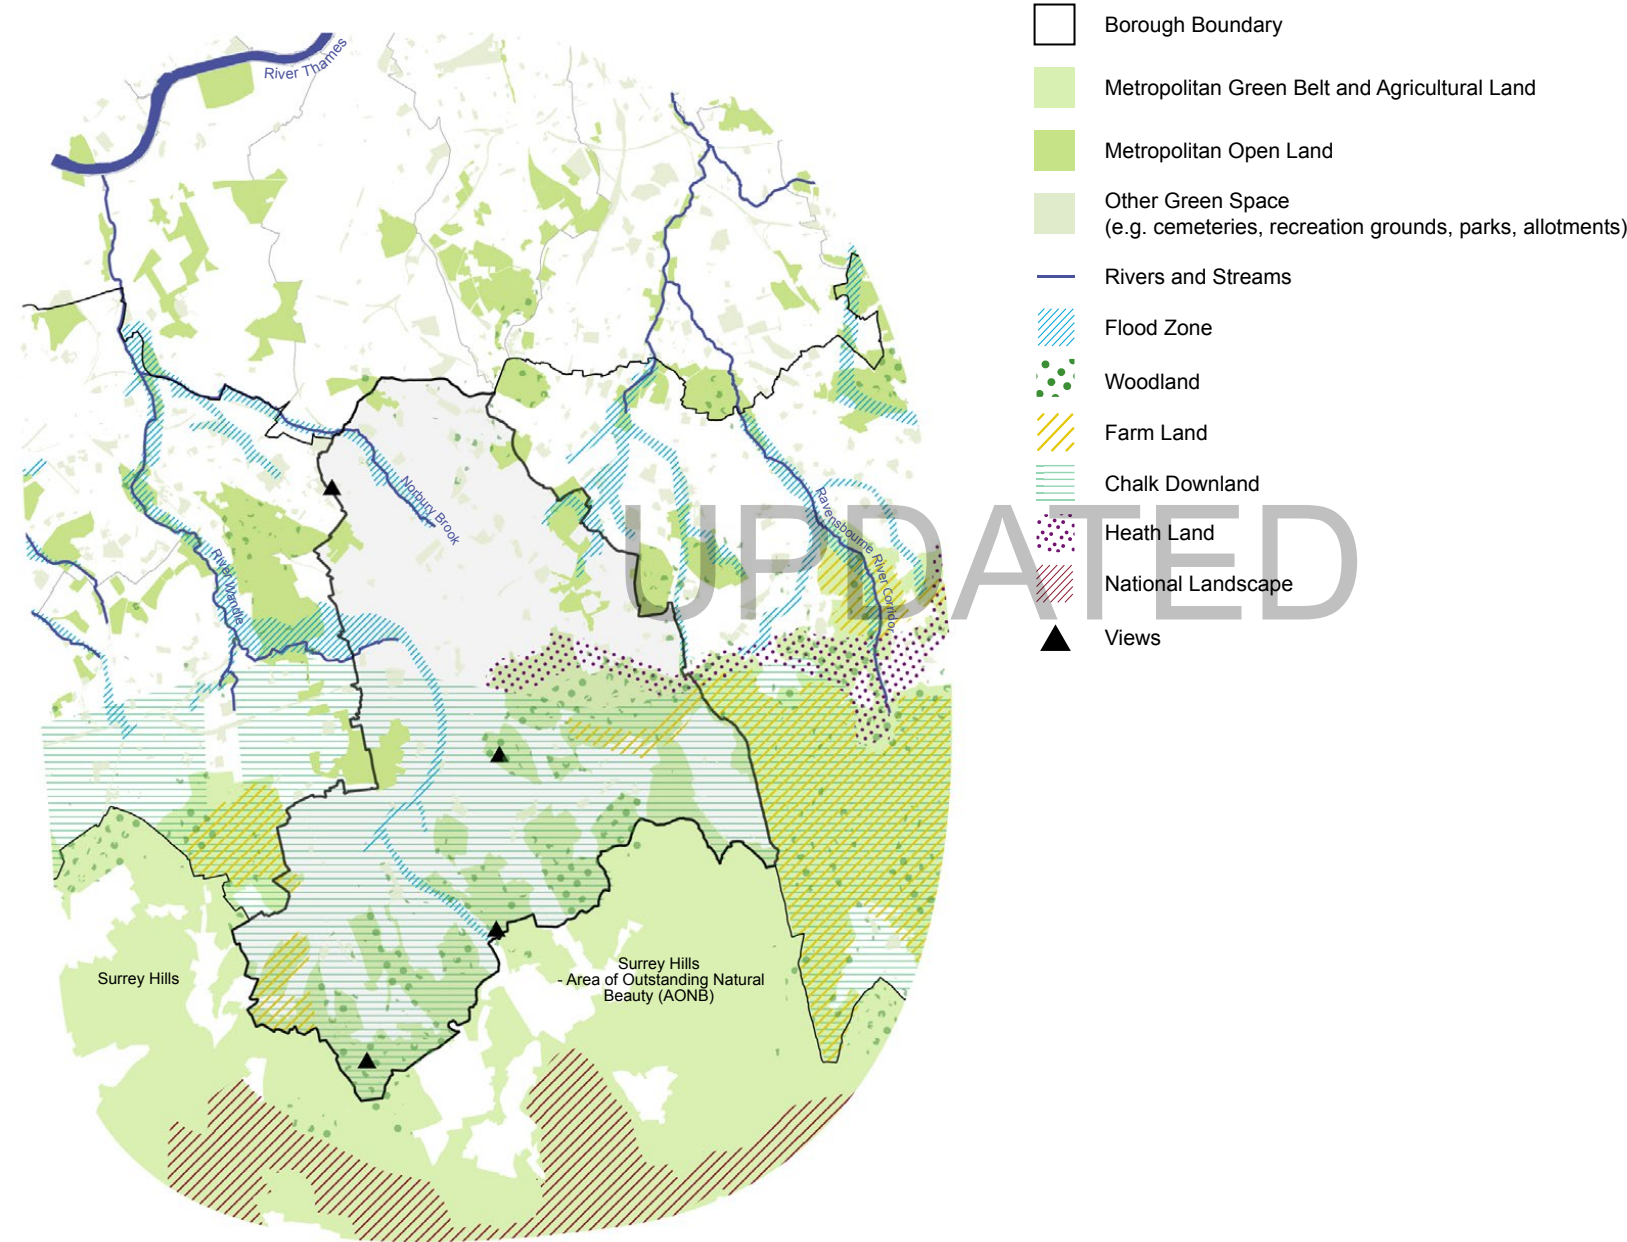 River Thames
Norbury Brook
River Wandle
Ravensbourne River Corridor
Surrey Hills
Surrey Hills
- Area of Outstanding Natural
Beauty (AONB)
UPDATED
Borough Boundary
Metropolitan Green Belt and Agricultural Land
Metropolitan Open Land
Other Green Space
(e.g. cemeteries, recreation grounds, parks, allotments)
Rivers and Streams
Flood Zone
Woodland
Farm Land
Chalk Downland
Heath Land
National Landscape
Views